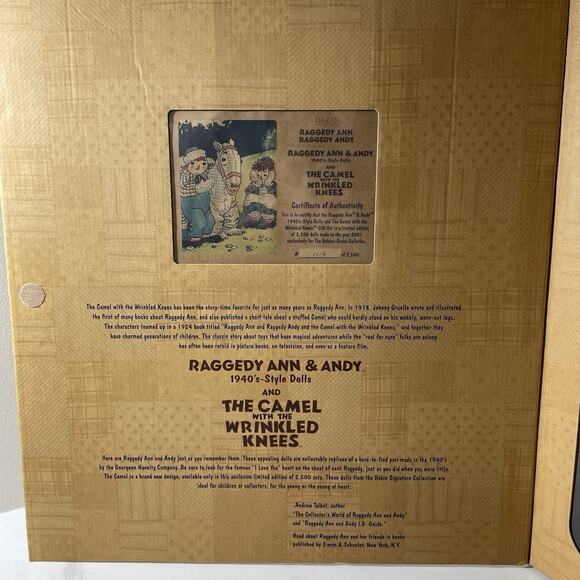 DAKIN
RAGGEDY ANN
RAGGEDY ANDY
RAGGEDY ANN & ANDY
1940's-Style Dolls
AND
THE CAMEL
WITH THE
WRINKLED
KNEES
Certificate of Authenticity
This is to certify that the Raggedy Ann™ & Andy™
1940's-Style Dolls and The Camel with the
Wrinkled Knees™ Gift Set is a limited edition
of 2,500 dolls made in the year 2001
exclusively for The Ashton-Drake Galleries.
# 1116 of 2,500
The Camel with the Wrinkled Knees has been the story-time favorite for just as many years as Raggedy Ann. In 1918, Johnny Gruelle wrote and illustrated
the first of many books about Raggedy Ann, and also published a short tale about a stuffed Camel who could hardly stand on his wobbly, worn-out legs.
The characters teamed up in a 1924 book titled "Raggedy Ann and Raggedy Andy and the Camel with the Wrinkled Knees," and together they
have charmed generations of children. The classic story about toys that have magical adventures while the "real for sure" folks are asleep
has often been retold in picture books, on television, and even as a feature film.
RAGGEDY ANN & ANDY™
1940's-Style Dolls
AND
THE CAMEL
WITH THE
WRINKLED
KNEES
Here are Raggedy Ann and Andy just as you remember them. These appealing dolls are collectable replicas of a hard-to-find pair made in the 1940's
by the Georgene Novelty Company. Be sure to look for the famous "I Love You" heart on the chest of each Raggedy, just as you did when you were little.
The Camel is a brand new design, available only in this exclusive limited edition of 2,500 sets. These dolls from the Dakin Signature Collection are
ideal for children or collectors, for the young or the young at heart.
-Andrew Tabbat, author
"The Collector's World of Raggedy Ann and Andy"
and "Raggedy Ann and Andy I.D. Guide."
Read about Raggedy Ann and her friends in books
published by Simon & Schuster, New York, N.Y.